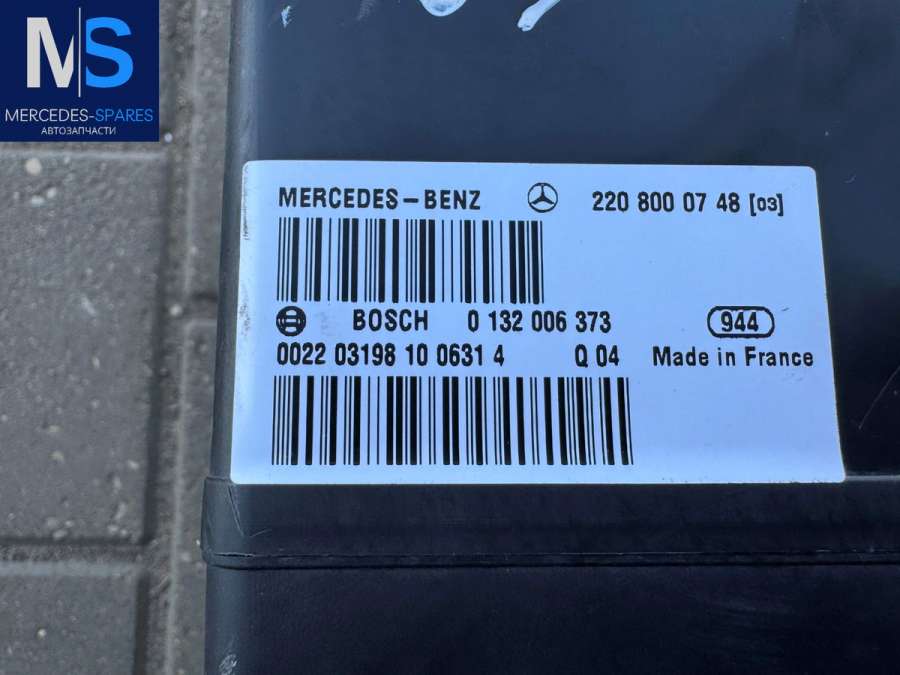 MS
MERCEDES-SPARES
АВТОЗАПЧАСТИ
MERCEDES-BENZ 220 800 07 48 [03]
BOSCH 0 132 006 373 944
0022 03198 10 0631 4 Q 04 Made in France